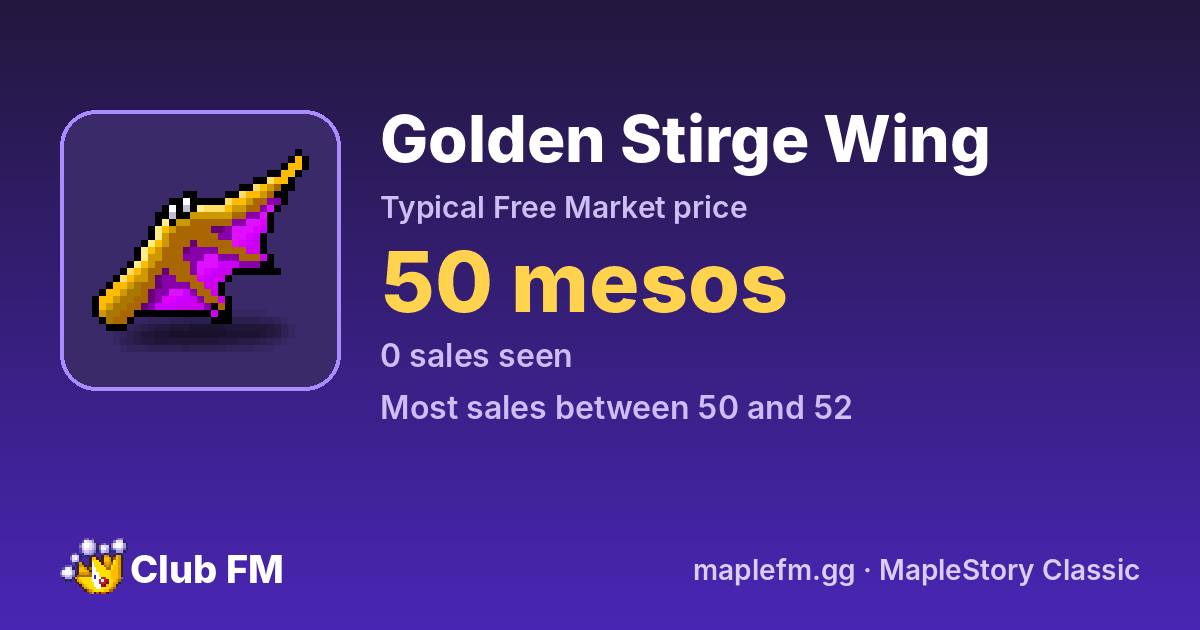 Golden Stirge Wing
Typical Free Market price
50 mesos
0 sales seen
Most sales between 50 and 52
Club FM
maplefm.gg · MapleStory Classic